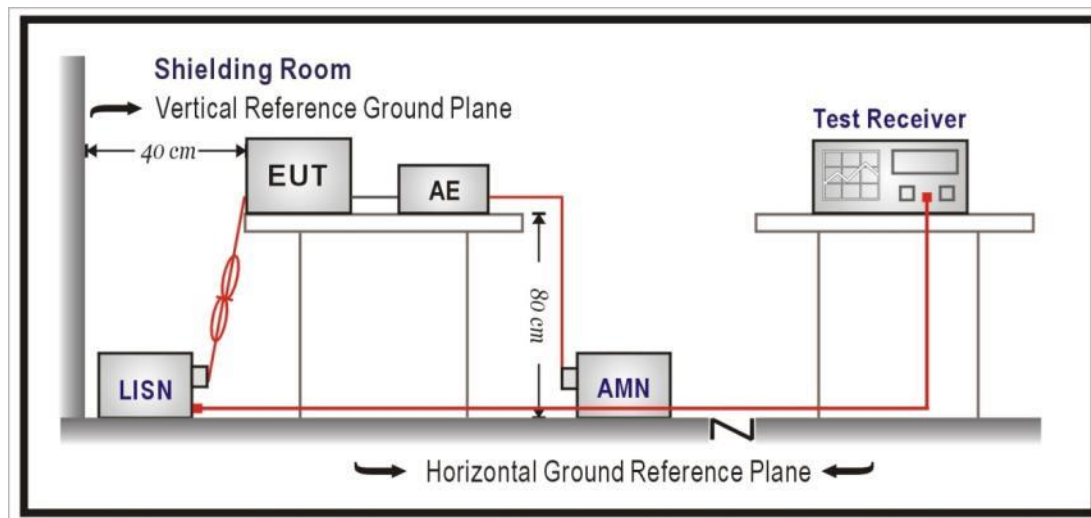 Shielding Room
Vertical Reference Ground Plane
40 cm
EUT
AE
Test Receiver
80 cm
LISN
AMN
Horizontal Ground Reference Plane